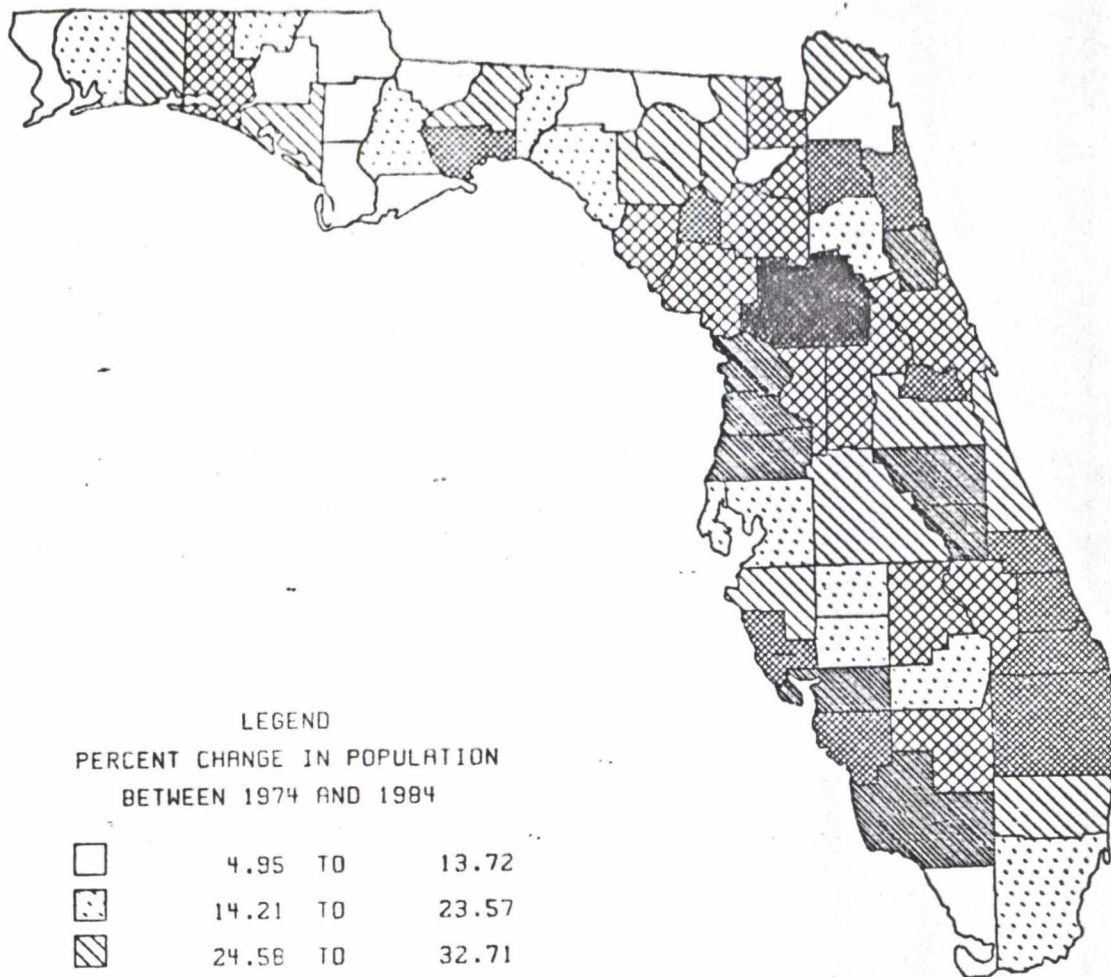 LEGEND
PERCENT CHANGE IN POPULATION
BETWEEN 1974 AND 1984
4.95 TO 13.72
14.21 TO 23.57
24.58 TO 32.71